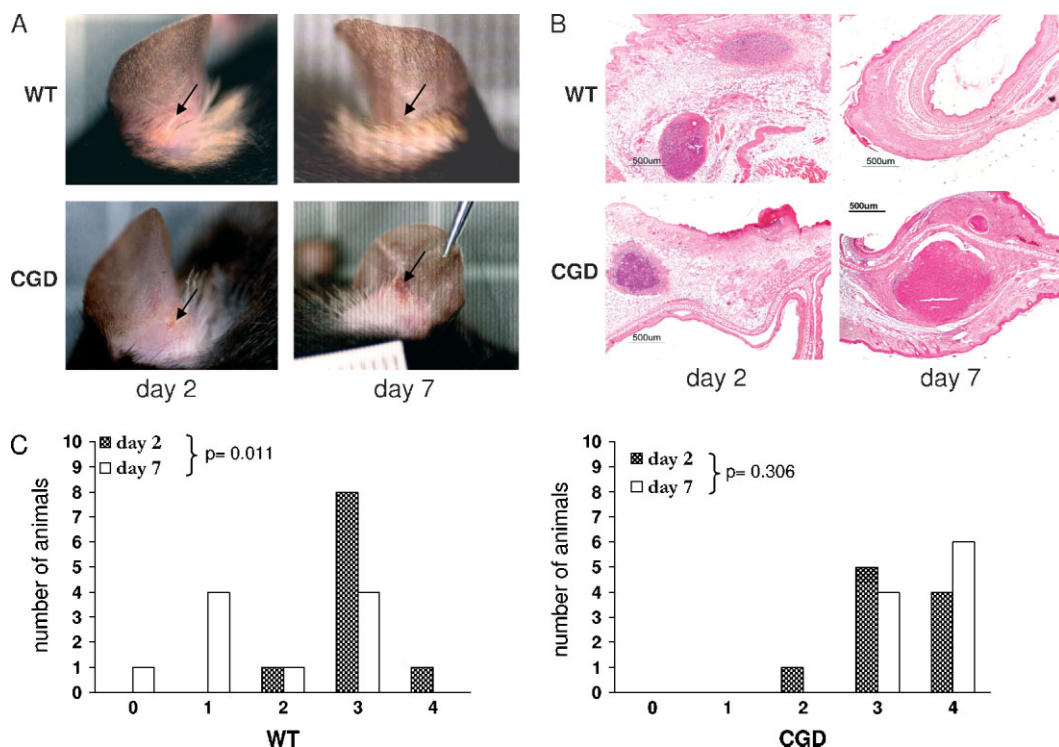 A
WT
CGD
day 2 day 7
B
WT
500um 500um
CGD
500um 500um
day 2 day 7
C
number of animals
10
9
8
7
6
5
4
3
2
1
0
day 2
day 7
p= 0.011
0 1 2 3 4
WT
number of animals
10
9
8
7
6
5
4
3
2
1
0
day 2
day 7
p= 0.306
0 1 2 3 4
CGD